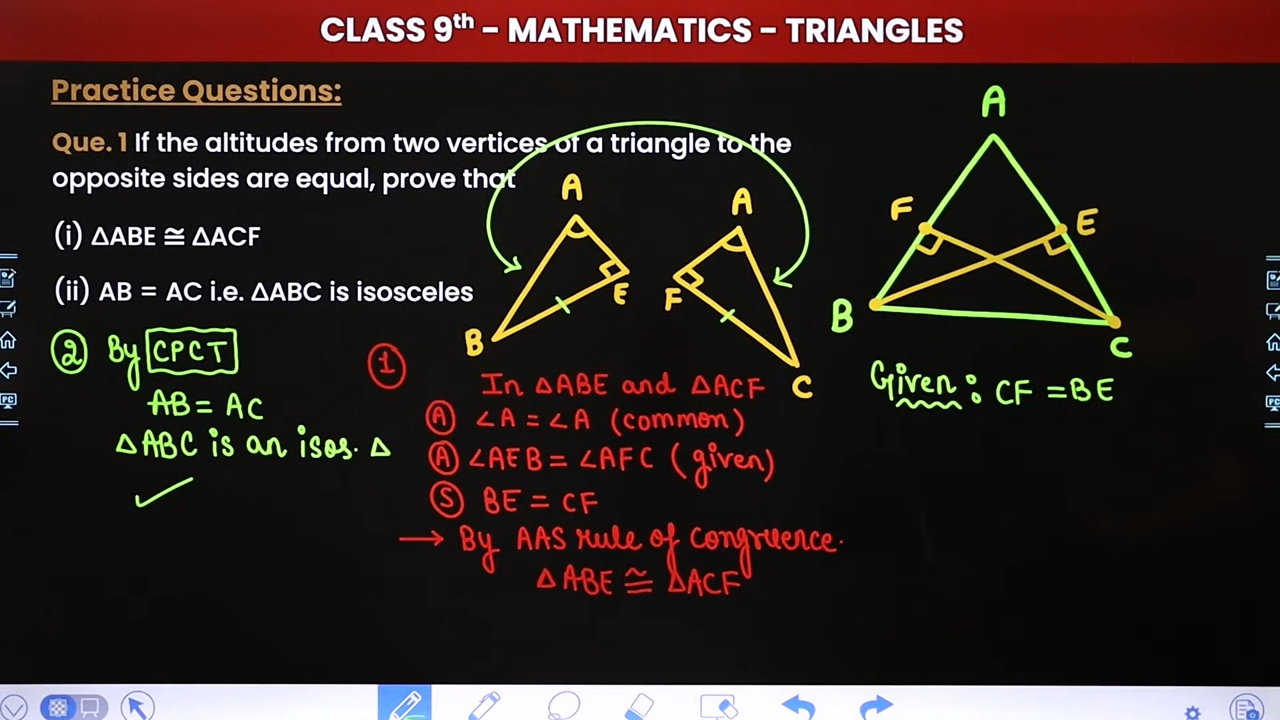 CLASS 9th - MATHEMATICS - TRIANGLES
Practice Questions:
Que. 1 If the altitudes from two vertices of a triangle to the
opposite sides are equal, prove that
(i) ΔABE ≅ ΔACF
(ii) AB = AC i.e. ΔABC is isosceles
A
B
E
A
F
C
A
F
E
B
C
Given: CF = BE
①
In ΔABE and ΔACF
Ⓐ ∠A = ∠A (common)
Ⓐ ∠AEB = ∠AFC (given)
Ⓢ BE = CF
→ By AAS rule of congruence.
ΔABE ≅ ΔACF
② By CPCT
AB = AC
ΔABC is an isos. Δ
PC
PC